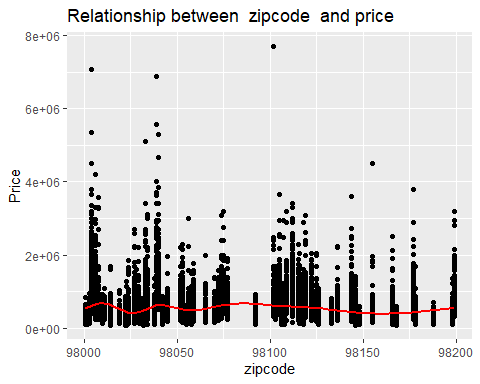 Relationship between  zipcode  and price
8e+06
6e+06
4e+06
2e+06
0e+00
Price
98000 98050 98100 98150 98200
zipcode